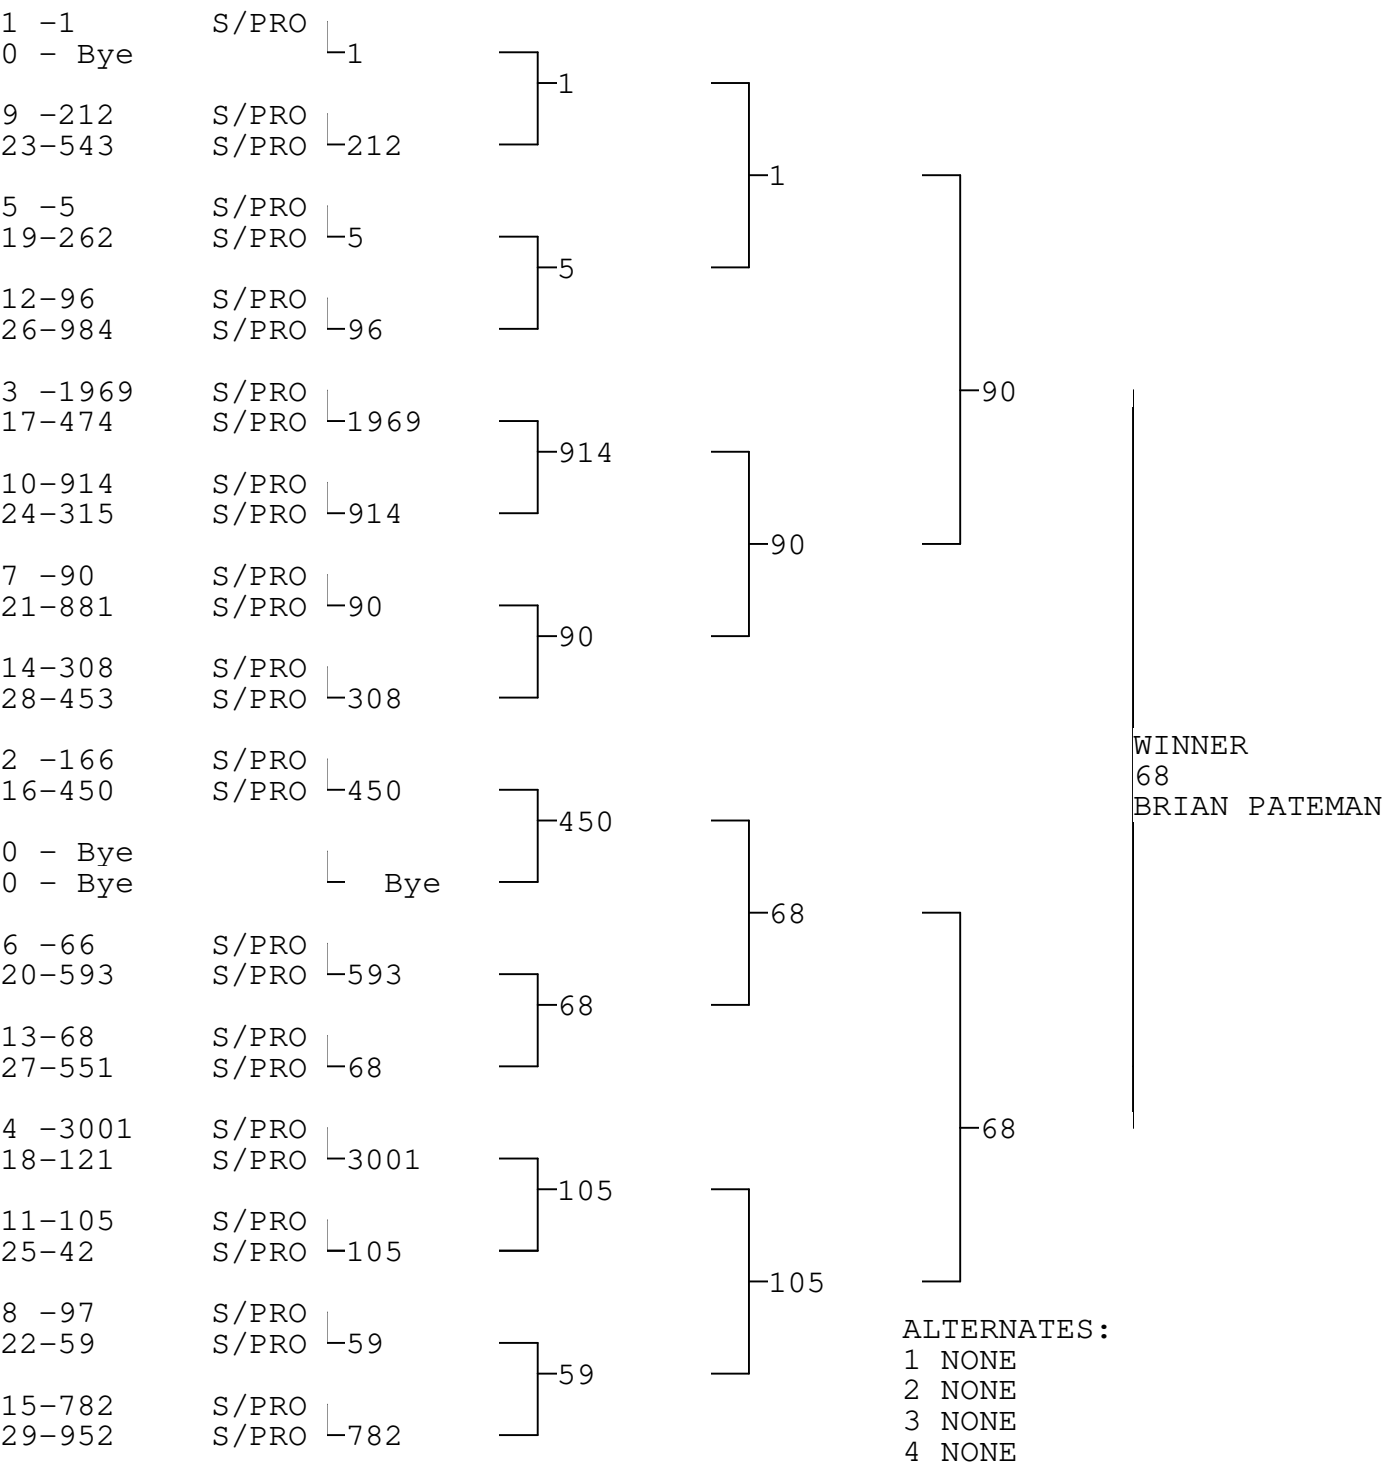 1 -1 S/PRO
0 - Bye 1
1
9 -212 S/PRO
23-543 S/PRO 212
1
5 -5 S/PRO
19-262 S/PRO 5
5
12-96 S/PRO
26-984 S/PRO 96
3 -1969 S/PRO 90
17-474 S/PRO 1969
914
10-914 S/PRO
24-315 S/PRO 914
90
7 -90 S/PRO
21-881 S/PRO 90
90
14-308 S/PRO
28-453 S/PRO 308
WINNER
2 -166 S/PRO
68
16-450 S/PRO 450
BRIAN PATEMAN
450
0 - Bye
0 - Bye Bye
68
6 -66 S/PRO
20-593 S/PRO 593
68
13-68 S/PRO
27-551 S/PRO 68
4 -3001 S/PRO 68
18-121 S/PRO 3001
105
11-105 S/PRO
25-42 S/PRO 105
105
8 -97 S/PRO
ALTERNATES:
22-59 S/PRO 59
1 NONE
59
2 NONE
15-782 S/PRO
3 NONE
29-952 S/PRO 782
4 NONE